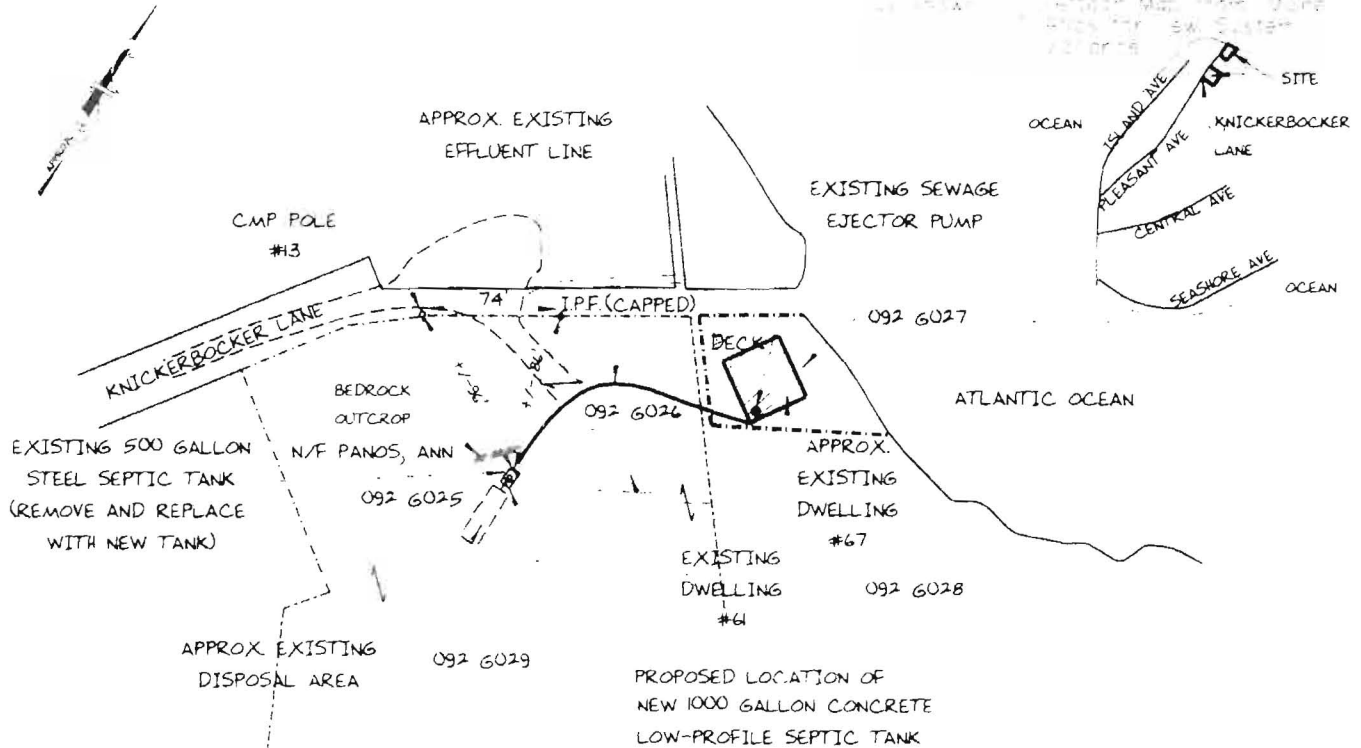 SITE
OCEAN
ISLAND AVE
KNICKERBOCKER
LANE
PLEASANT AVE
CENTRAL AVE
SEASHORE AVE
OCEAN
APPROX. EXISTING
EFFLUENT LINE
EXISTING SEWAGE
EJECTOR PUMP
CMP POLE
#13
74'
I.P.F. (CAPPED)
092 G027
KNICKERBOCKER LANE
DECK
BEDROCK
OUTCROP
092 G026
ATLANTIC OCEAN
EXISTING 500 GALLON
STEEL SEPTIC TANK
(REMOVE AND REPLACE
WITH NEW TANK)
N/F PANOS, ANN
092 G025
APPROX.
EXISTING
DWELLING
#67
EXISTING
DWELLING
#61
092 G028
APPROX. EXISTING
DISPOSAL AREA
092 G029
PROPOSED LOCATION OF
NEW 1000 GALLON CONCRETE
LOW-PROFILE SEPTIC TANK